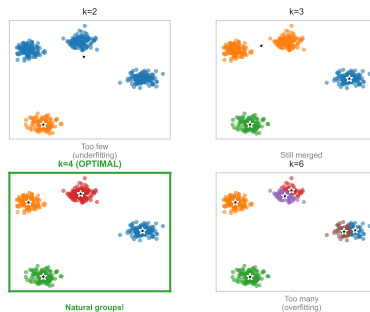 k=2
k=3
Too few
(underfitting)
Still merged
k=4 (OPTIMAL)
k=6
Natural groups!
Too many
(overfitting)